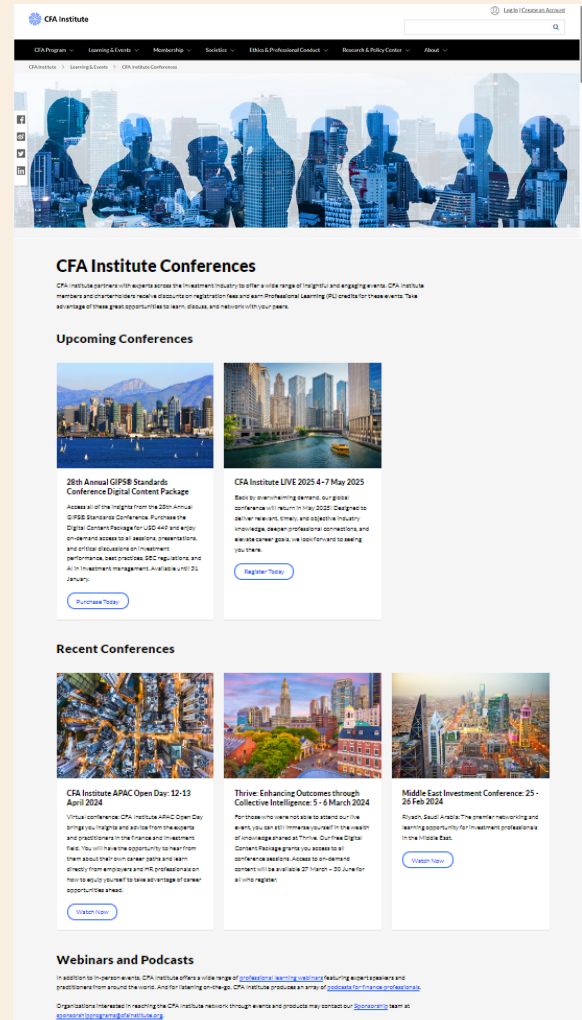 Log In | Create an Account
CFA Institute
CFA Program
Learning & Events
Membership
Societies
Ethics & Professional Conduct
Research & Policy Center
About
CFA Institute > Learning & Events > CFA Institute Conferences
CFA Institute Conferences
CFA Institute partners with experts across the investment industry to offer a wide range of insightful and engaging events. CFA Institute
members and charterholders receive discounts on registration fees and earn Professional Learning (PL) credits for these events. Take
advantage of these great opportunities to learn, discuss, and network with your peers.
Upcoming Conferences
28th Annual GIPS® Standards
Conference Digital Content Package
Access all of the insights from the 28th Annual
GIPS® Standards Conference. Purchase the
Digital Content Package for USD 449 and enjoy
on-demand access to all sessions, presentations,
and critical discussions on investment
performance, best practices, SEC regulations, and
AI in investment management. Available until 31
January.
Purchase Today
CFA Institute LIVE 2025 4 - 7 May 2025
Back by overwhelming demand, our global
conference will return in May 2025! Designed to
deliver relevant, timely, and objective industry
knowledge, deepen professional connections, and
elevate career goals, we look forward to seeing
you there.
Register Today
Recent Conferences
CFA Institute APAC Open Day: 12-13
April 2024
Virtual conference: CFA Institute APAC Open Day
brings you insights and advice from the experts
and practitioners in the finance and investment
field. You will have the opportunity to hear from
them about their own career paths and learn
directly from employers and HR professionals on
how to equip yourself to take advantage of career
opportunities ahead.
Watch Now
Thrive: Enhancing Outcomes through
Collective Intelligence: 5 - 6 March 2024
For those who were not able to attend our live
event, you can still immerse yourself in the wealth
of knowledge shared at Thrive. Our free Digital
Content Package grants you access to all
conference sessions. Access to on-demand
content will be available 27 March – 30 June for
all who register.
Middle East Investment Conference: 25 -
26 Feb 2024
Riyadh, Saudi Arabia: The premier networking and
learning opportunity for investment professionals
in the Middle East.
Watch Now
Webinars and Podcasts
In addition to in-person events, CFA Institute offers a wide range of professional learning webinars featuring expert speakers and
practitioners from around the world. And for listening on-the-go, CFA Institute produces an array of podcasts for finance professionals.
Organizations interested in reaching the CFA Institute network through events and products may contact our Sponsorship team at
sponsorshipprograms@cfainstitute.org.